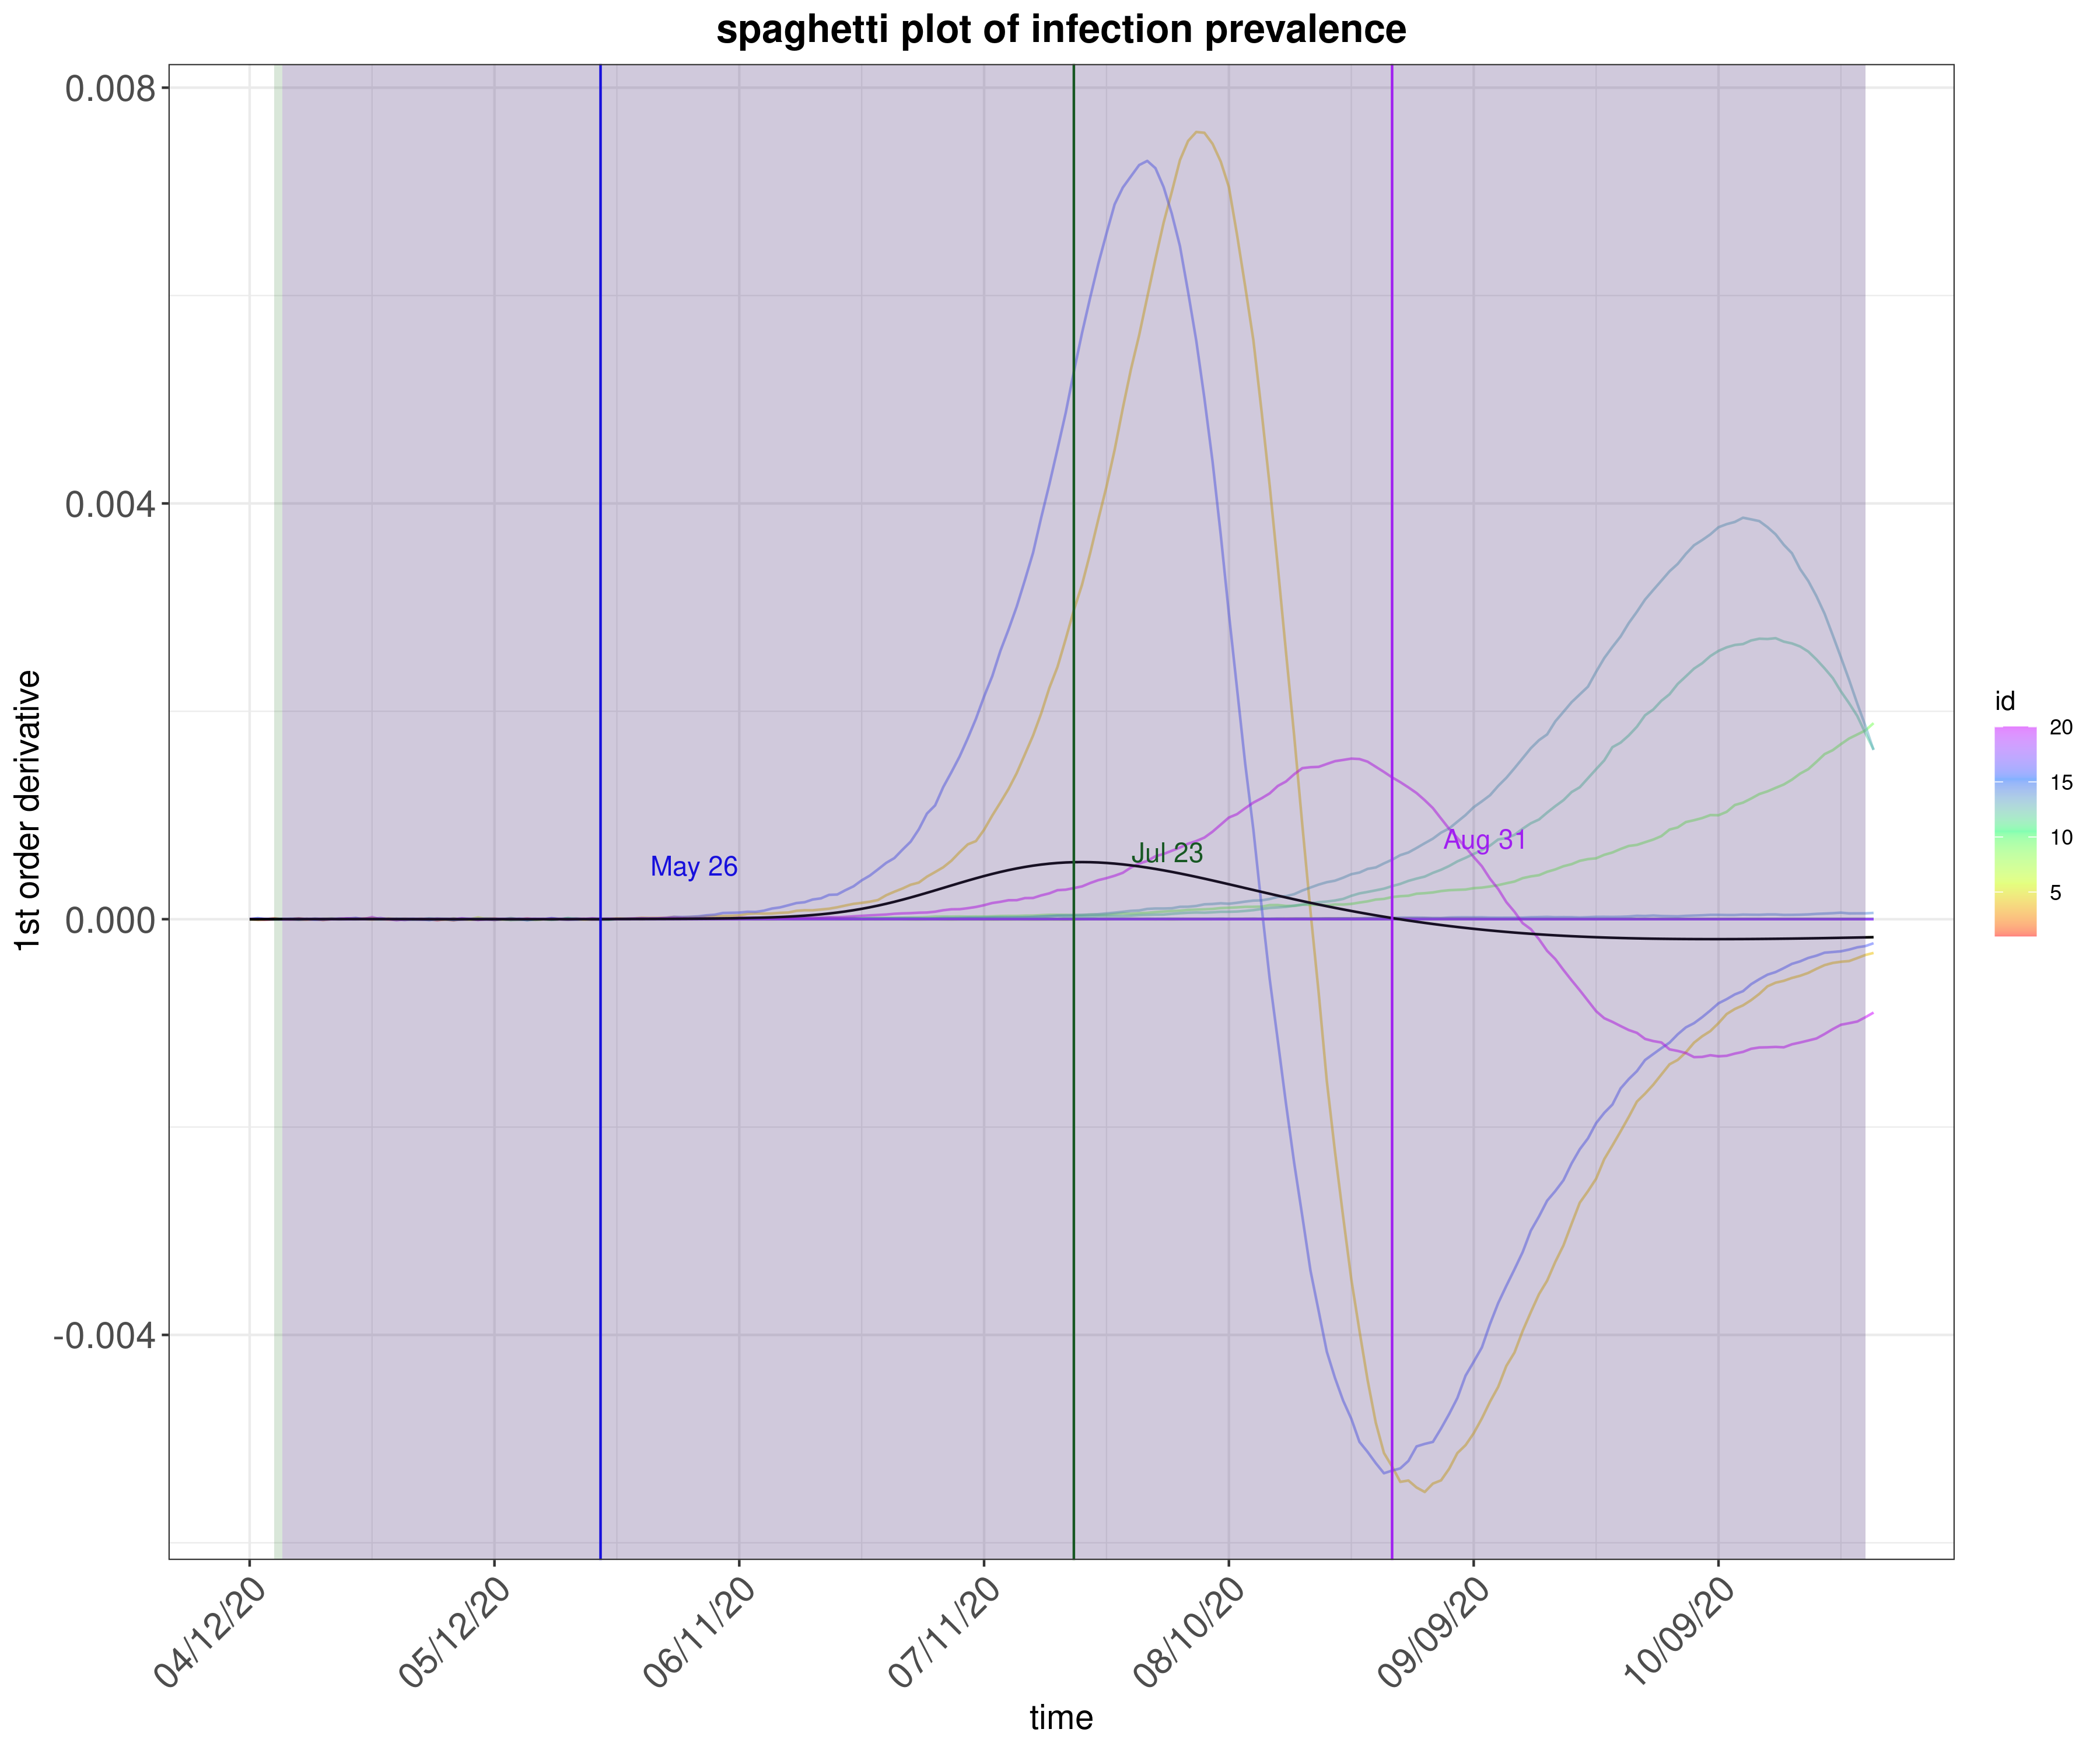 spaghetti plot of infection prevalence
0.008
0.004
0.000
-0.004
1st order derivative
May 26
Jul 23
Aug 31
id
20
15
10
5
04/12/20
05/12/20
06/11/20
07/11/20
08/10/20
09/09/20
10/09/20
time